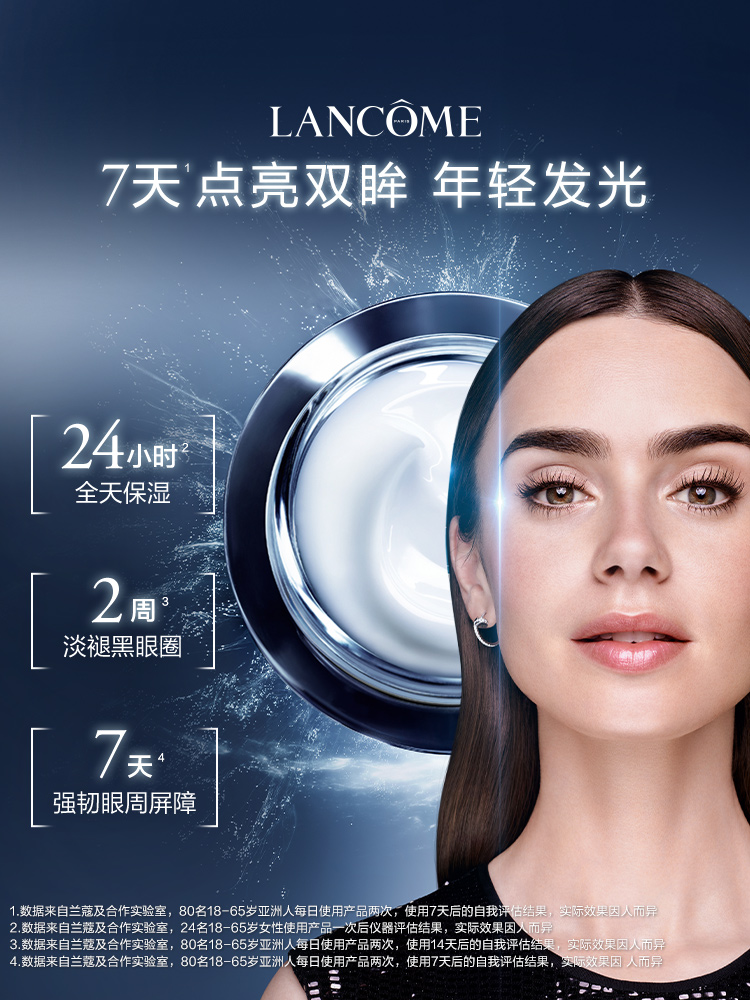 LANCÔME
PARIS
7天¹点亮双眸 年轻发光
24小时²
全天保湿
2周³
淡褪黑眼圈
7天⁴
强韧眼周屏障
1.数据来自兰蔻及合作实验室，80名18-65岁亚洲人每日使用产品两次，使用7天后的自我评估结果，实际效果因人而异
2.数据来自兰蔻及合作实验室，24名18-65岁女性使用产品一次后仪器评估结果，实际效果因人而异
3.数据来自兰蔻及合作实验室，80名18-65岁亚洲人每日使用产品两次，使用14天后的自我评估结果，实际效果因人而异
4.数据来自兰蔻及合作实验室，80名18-65岁亚洲人每日使用产品两次，使用7天后的自我评估结果，实际效果因 人而异